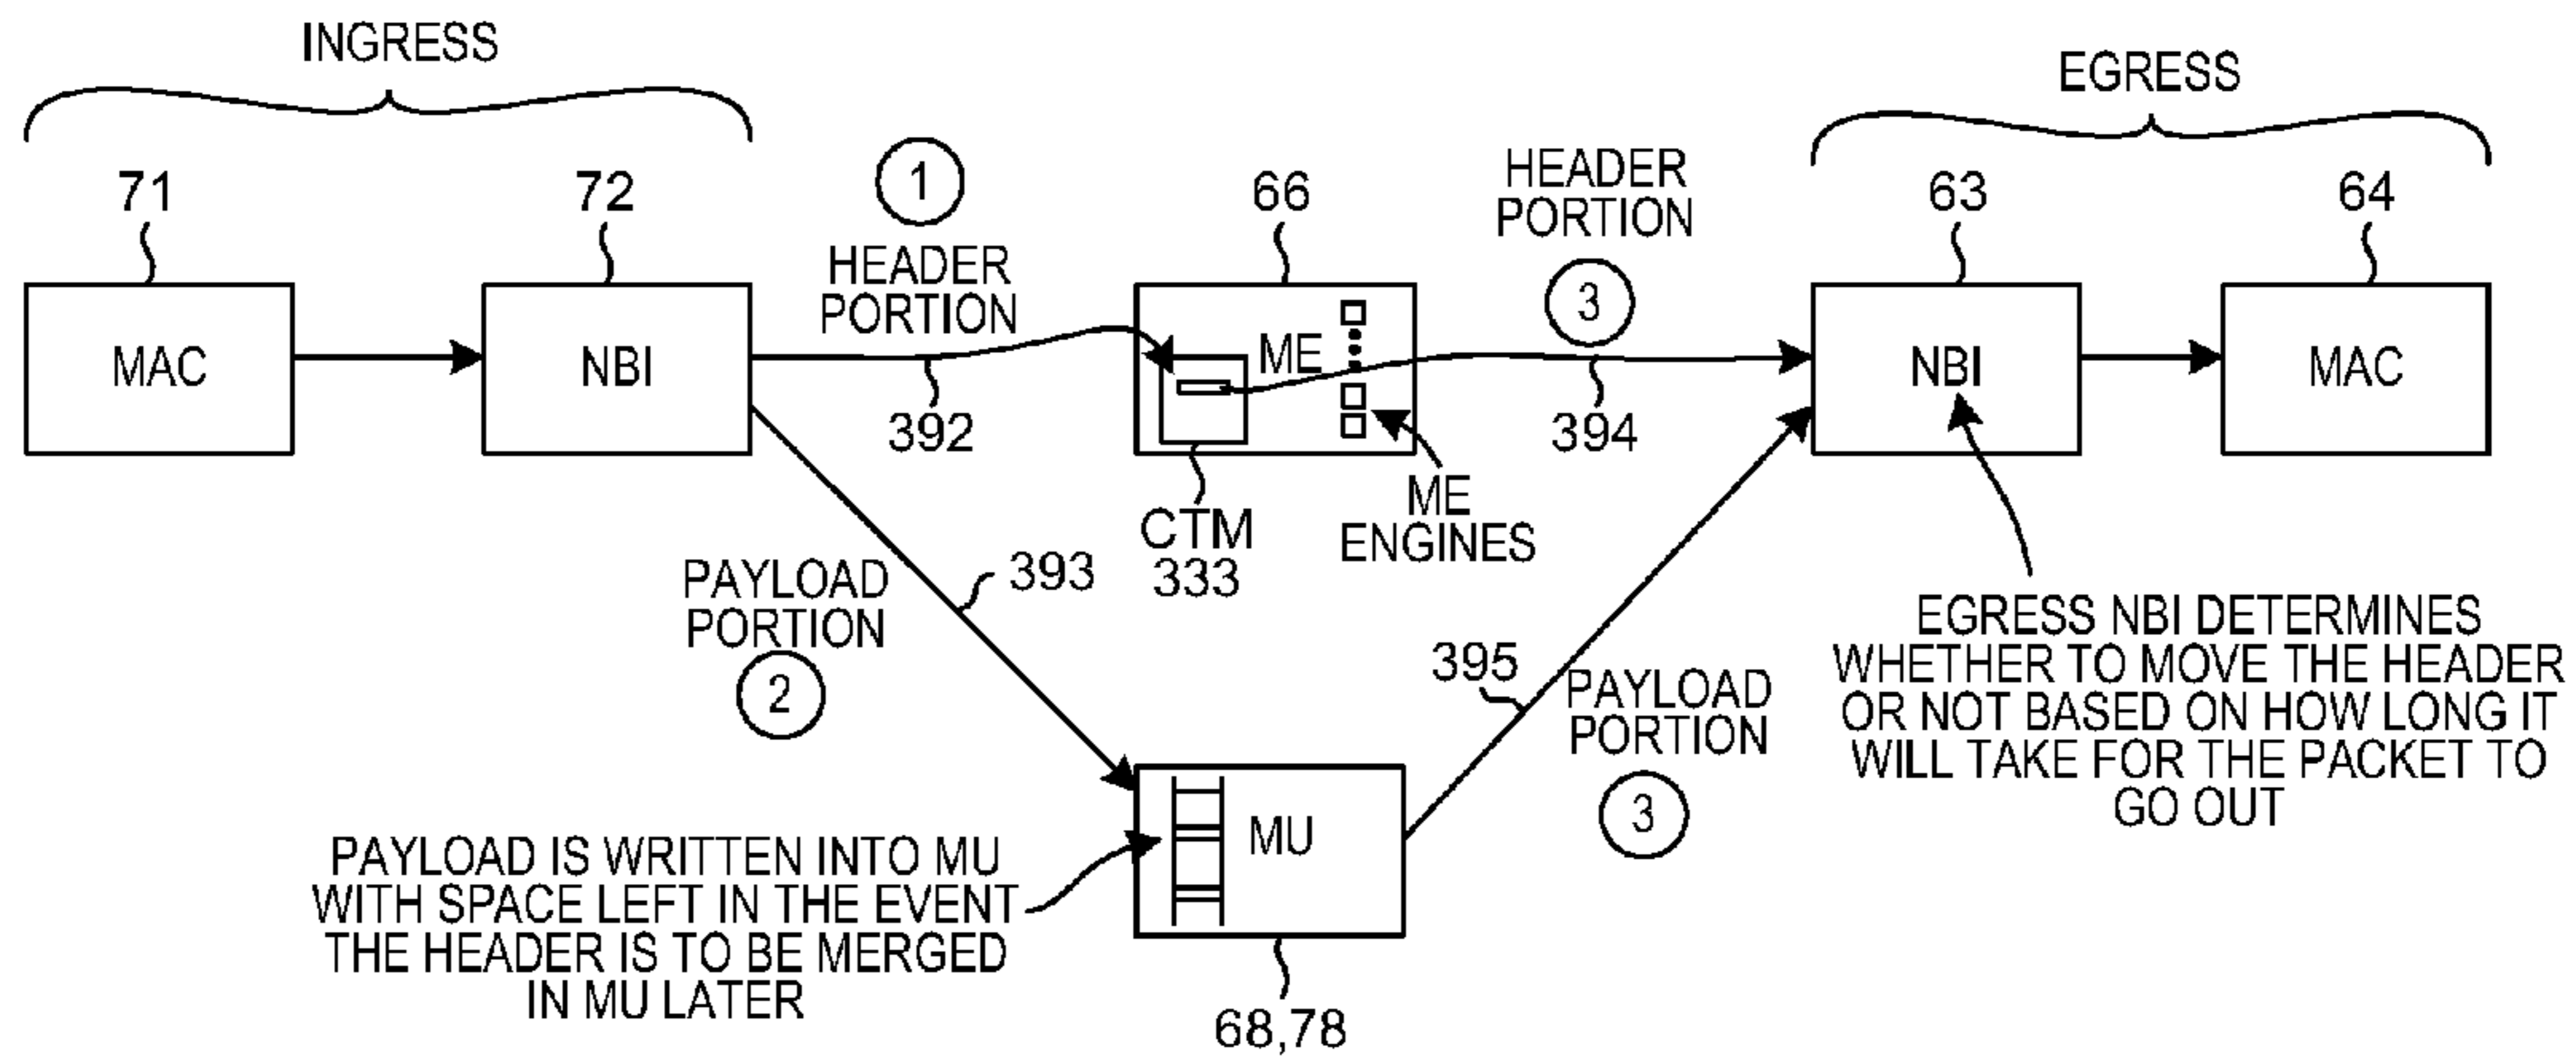 INGRESS
EGRESS
71
72
1
HEADER
PORTION
66
HEADER
PORTION
3
63
64
MAC
NBI
ME
NBI
MAC
392
394
CTM
333
ME
ENGINES
PAYLOAD
PORTION
2
393
395
PAYLOAD
PORTION
3
EGRESS NBI DETERMINES
WHETHER TO MOVE THE HEADER
OR NOT BASED ON HOW LONG IT
WILL TAKE FOR THE PACKET TO
GO OUT
PAYLOAD IS WRITTEN INTO MU
WITH SPACE LEFT IN THE EVENT
THE HEADER IS TO BE MERGED
IN MU LATER
MU
68,78